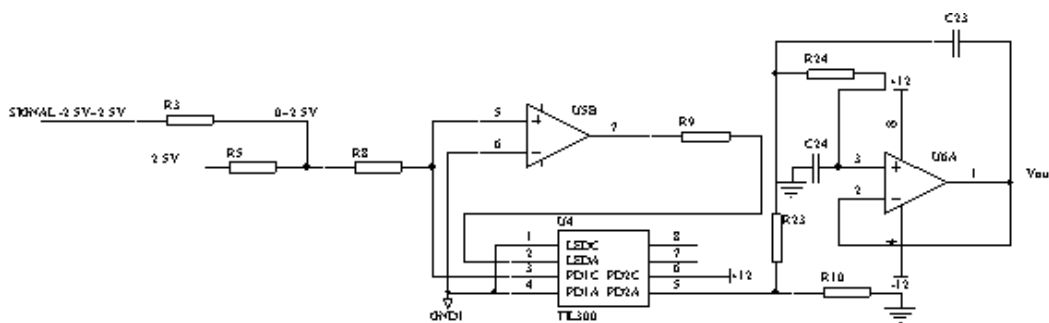 C23
R24
+12
R3
U5B
SIGNAL -2 5V-2 5V
0-2 5V
5
7
R9
8
C24
3
U6A
2 5V
R5
R8
6
1
Vou
2
R23
4
U4
1
LEDC
8
2
LEDA
7
3
PD1C PD2C
6
+12
4
PD1A PD2A
5
R10
-12
GND1
TIL300